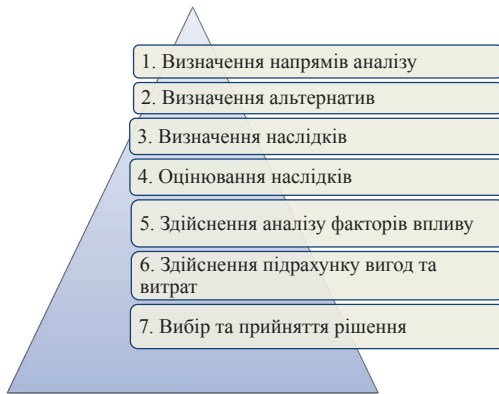 1. Визначення напрямів аналізу
2. Визначення альтернатив
3. Визначення наслідків
4. Оцінювання наслідків
5. Здійснення аналізу факторів впливу
6. Здійснення підрахунку вигод та
витрат
7. Вибір та прийняття рішення